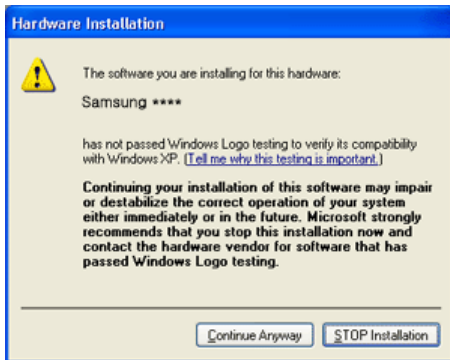 Hardware Installation
The software you are installing for this hardware:
Samsung ****
has not passed Windows Logo testing to verify its compatibility
with Windows XP. (Tell me why this testing is important.)
Continuing your installation of this software may impair
or destabilize the correct operation of your system
either immediately or in the future. Microsoft strongly
recommends that you stop this installation now and
contact the hardware vendor for software that has
passed Windows Logo testing.
Continue Anyway
STOP Installation